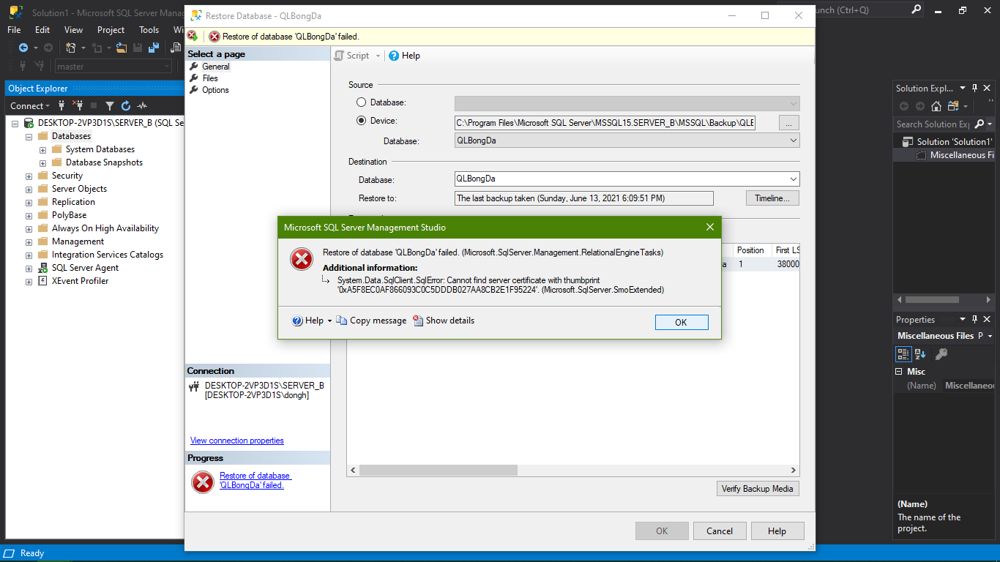 Solution1 - Microsoft SQL Server Mana
unch (Ctrl+Q)
File Edit View Project Tools Wi
master
Object Explorer
Connect
DESKTOP-2VP3D1S\SERVER_B (SQL Se
Databases
System Databases
Database Snapshots
Security
Server Objects
Replication
PolyBase
Always On High Availability
Management
Integration Services Catalogs
SQL Server Agent
XEvent Profiler
Restore Database - QLBongDa
Restore of database 'QLBongDa' failed.
Select a page
General
Files
Options
Script Help
Source
Database:
Device: C:\Program Files\Microsoft SQL Server\MSSQL15.SERVER_B\MSSQL\Backup\QLB ...
Database: QLBongDa
Destination
Database: QLBongDa
Restore to: The last backup taken (Sunday, June 13, 2021 6:09:51 PM) Timeline...
Position First LS
a 1 38000
Microsoft SQL Server Management Studio
Restore of database 'QLBongDa' failed. (Microsoft.SqlServer.Management.RelationalEngineTasks)
Additional information:
System.Data.SqlClient.SqlError: Cannot find server certificate with thumbprint
'0xA5F8EC0AF866093C0C5DDDB027AA8CB2E1F95224'. (Microsoft.SqlServer.SmoExtended)
Help Copy message Show details OK
Connection
DESKTOP-2VP3D1S\SERVER_B
[DESKTOP-2VP3D1S\dongh]
View connection properties
Progress
Restore of database
'QLBongDa' failed.
Verify Backup Media
OK Cancel Help
Solution Expl...
Search Solution Exp
Solution 'Solution1'
Miscellaneous Fi
Properties
Miscellaneous Files P
Misc
(Name) Miscellaneou
(Name)
The name of the
project.
Ready